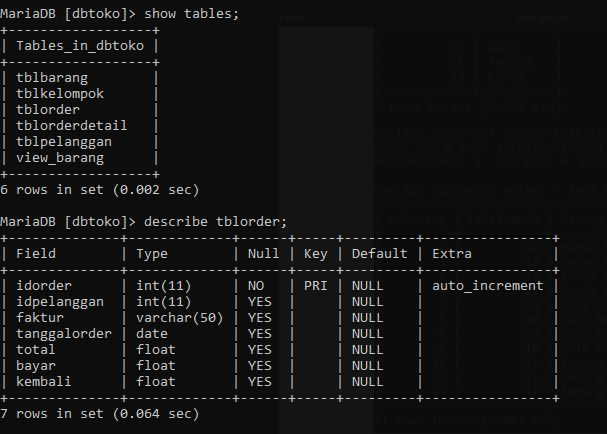 MariaDB [dbtoko]> show tables;
+------------------+
| Tables_in_dbtoko |
+------------------+
| tblbarang        |
| tblkelompok      |
| tblorder         |
| tblorderdetail   |
| tblpelanggan     |
| view_barang      |
+------------------+
6 rows in set (0.002 sec)

MariaDB [dbtoko]> describe tblorder;
+--------------+-------------+------+-----+---------+----------------+
| Field        | Type        | Null | Key | Default | Extra          |
+--------------+-------------+------+-----+---------+----------------+
| idorder      | int(11)     | NO   | PRI | NULL    | auto_increment |
| idpelanggan  | int(11)     | YES  |     | NULL    |                |
| faktur       | varchar(50) | YES  |     | NULL    |                |
| tanggalorder | date        | YES  |     | NULL    |                |
| total        | float       | YES  |     | NULL    |                |
| bayar        | float       | YES  |     | NULL    |                |
| kembali      | float       | YES  |     | NULL    |                |
+--------------+-------------+------+-----+---------+----------------+
7 rows in set (0.064 sec)